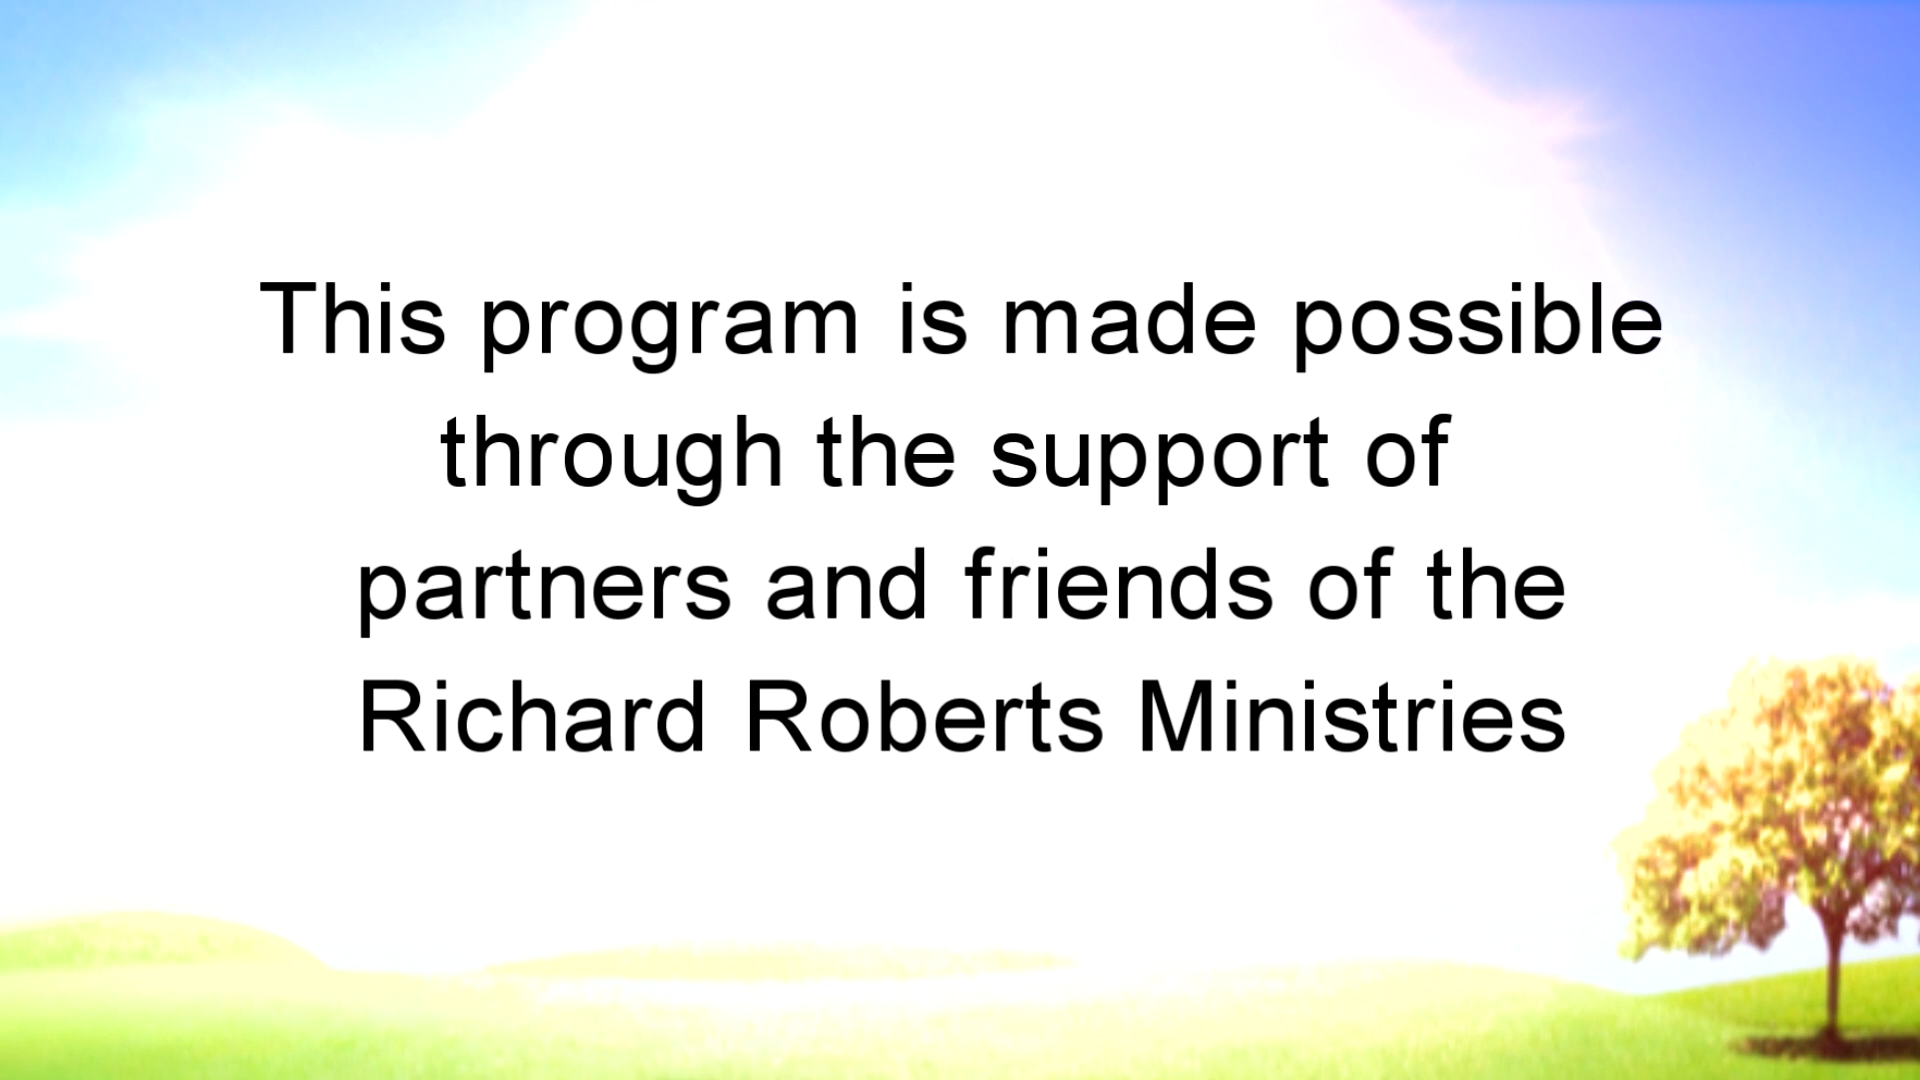 This program is made possible
through the support of
partners and friends of the
Richard Roberts Ministries